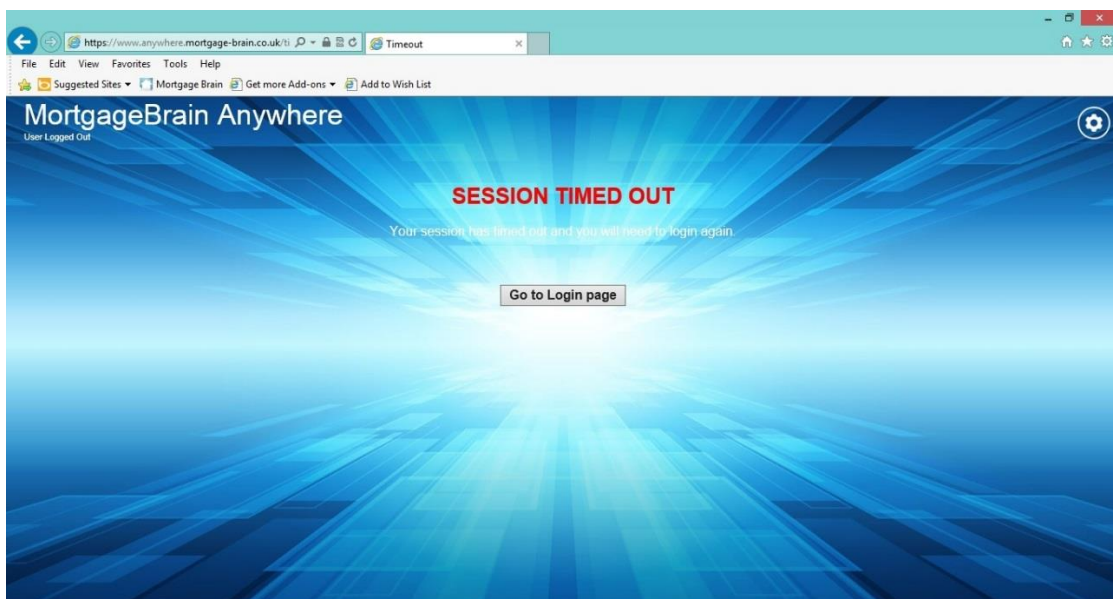 https://www.anywhere.mortgage-brain.co.uk/ti
Timeout
File Edit View Favorites Tools Help
Suggested Sites Mortgage Brain Get more Add-ons Add to Wish List
MortgageBrain Anywhere
User Logged Out
SESSION TIMED OUT
Your session has timed out and you will need to login again.
Go to Login page